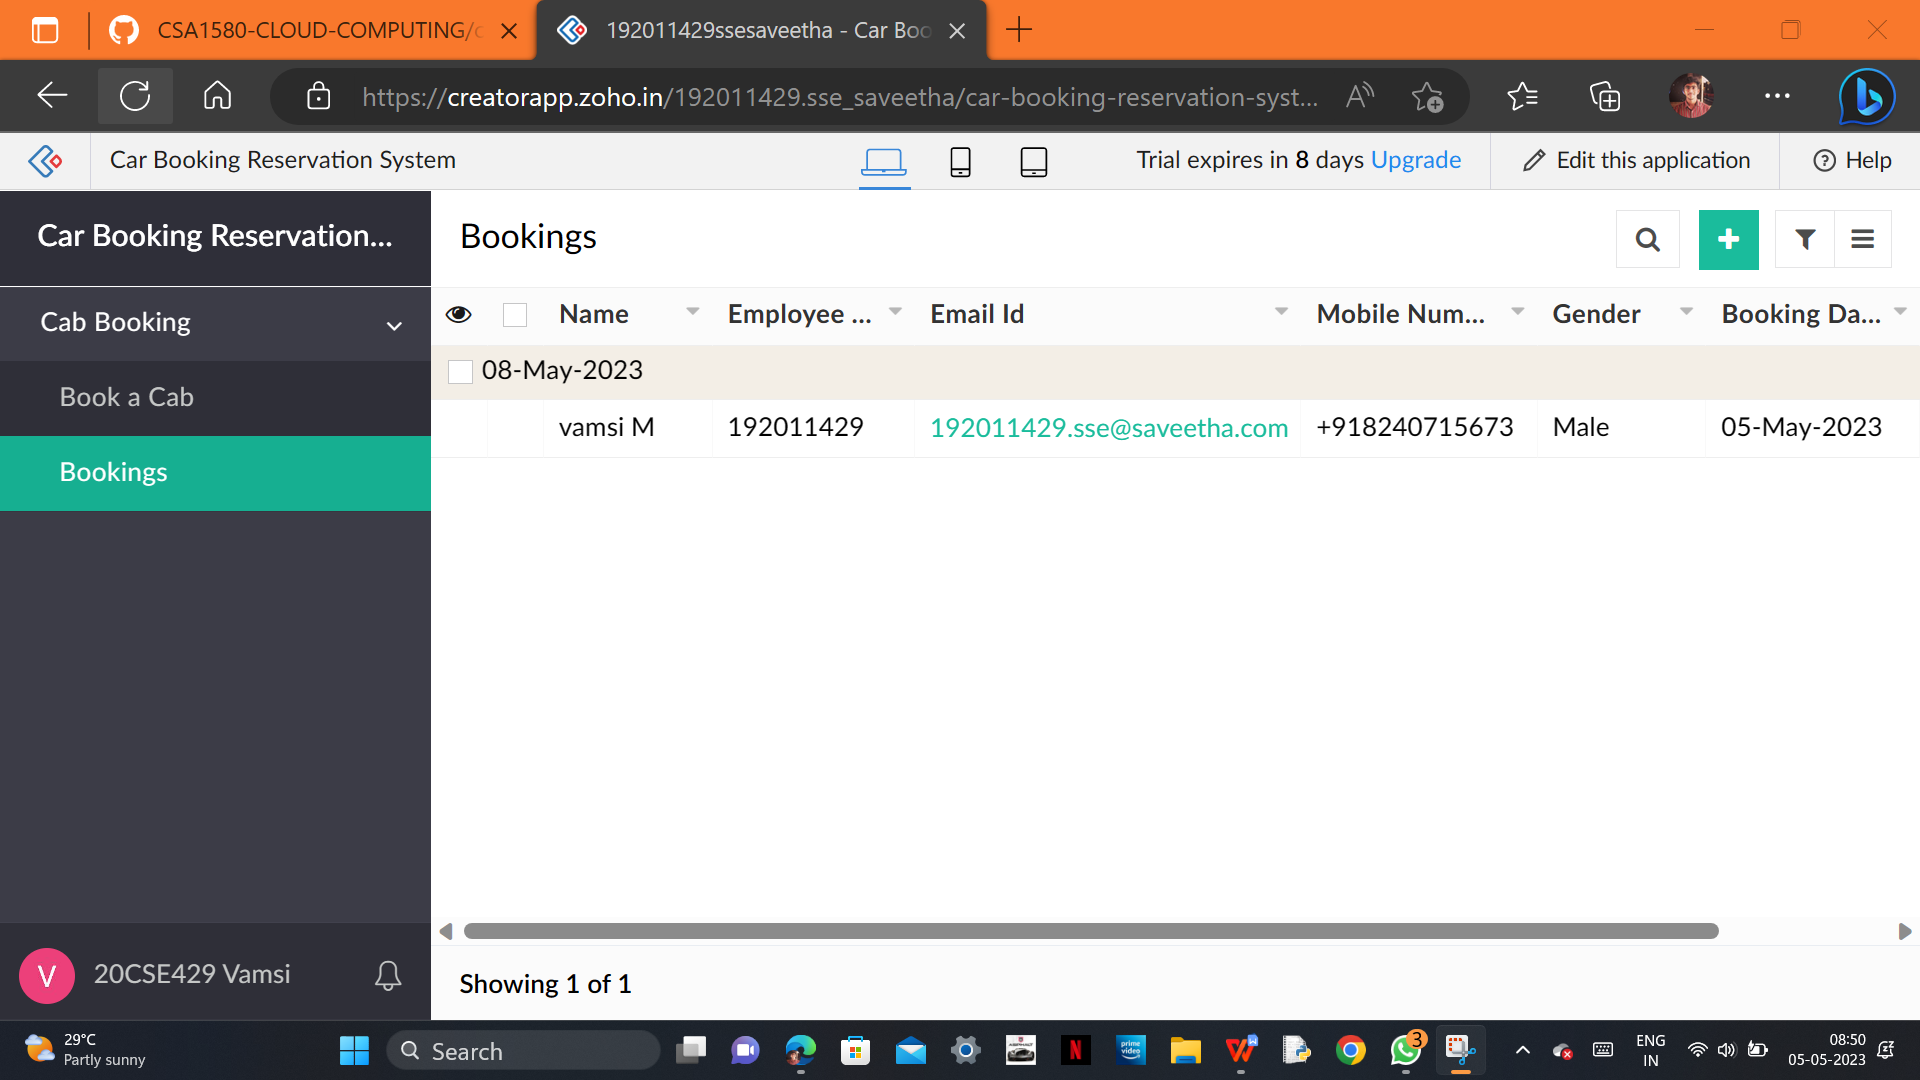 CSA1580-CLOUD-COMPUTING/c
192011429ssesaveetha - Car Boo
https://creatorapp.zoho.in/192011429.sse_saveetha/car-booking-reservation-syst...
Car Booking Reservation System
Trial expires in 8 days Upgrade
Edit this application
Help
Car Booking Reservation...
Bookings
Cab Booking
Book a Cab
Bookings
Name Employee ... Email Id Mobile Num... Gender Booking Da...
08-May-2023
vamsi M 192011429 192011429.sse@saveetha.com +918240715673 Male 05-May-2023
V 20CSE429 Vamsi
Showing 1 of 1
29°C
Partly sunny
Search
prime video
3
ENG
IN
08:50
05-05-2023